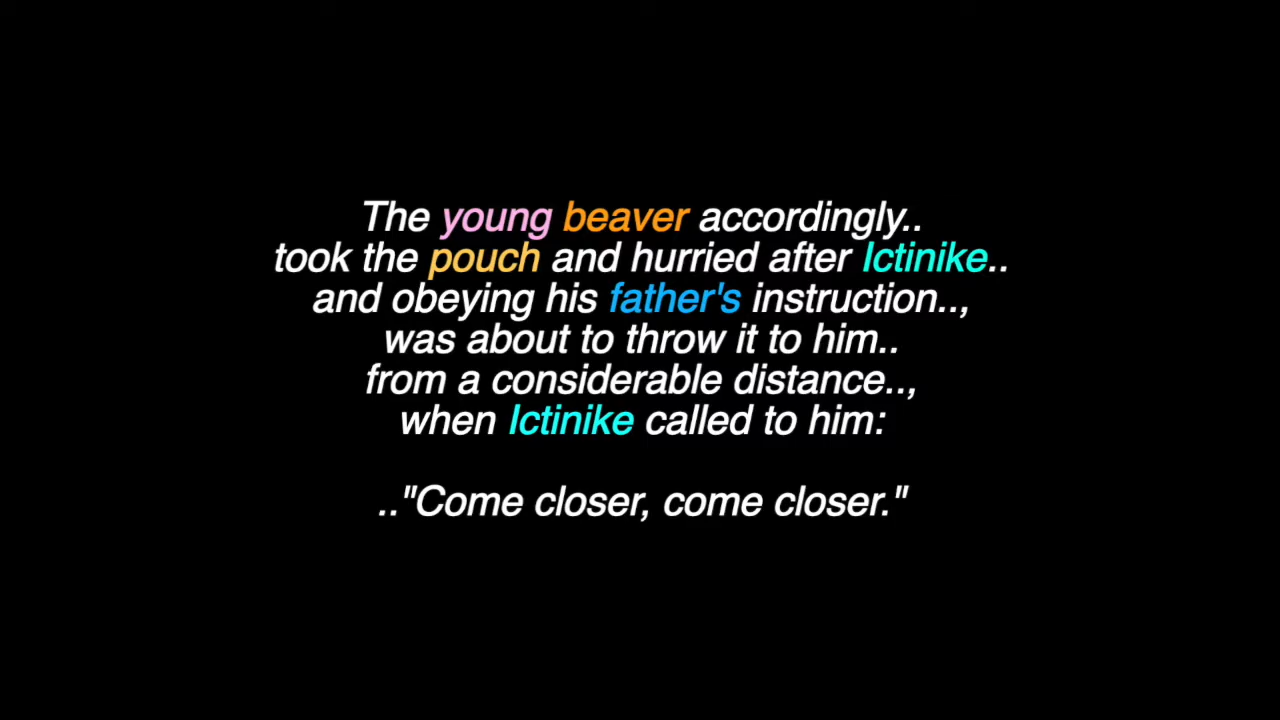 The young beaver accordingly..
took the pouch and hurried after Ictinike..
and obeying his father's instruction..,
was about to throw it to him..
from a considerable distance..,
when Ictinike called to him:
.."Come closer, come closer."